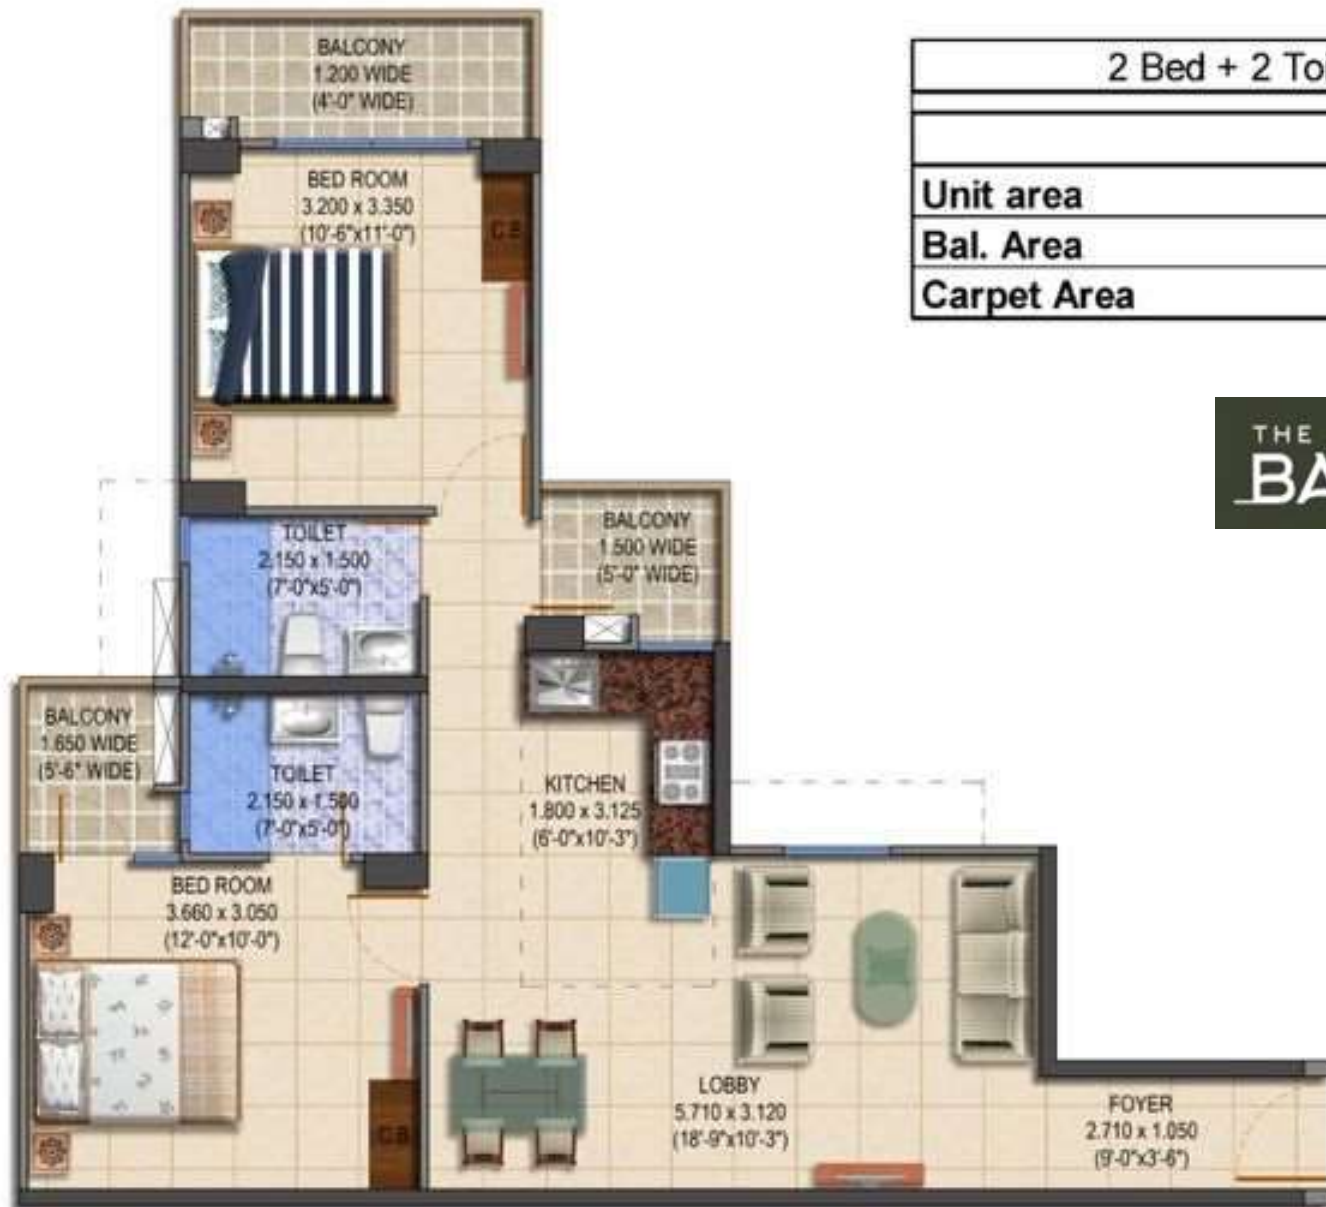 BALCONY
1.200 WIDE
(4'-0" WIDE)
2 Bed + 2 Toi
Unit area
Bal. Area
Carpet Area
BED ROOM
3.200 x 3.350
(10'-6"x11'-0")
C.B
THE
BA
BALCONY
1.500 WIDE
(5'-0" WIDE)
TOILET
2.150 x 1.500
(7'-0"x5'-0")
BALCONY
1.650 WIDE
(5'-6" WIDE)
TOILET
2.150 x 1.500
(7'-0"x5'-0")
KITCHEN
1.800 x 3.125
(6'-0"x10'-3")
BED ROOM
3.660 x 3.050
(12'-0"x10'-0")
C.B
LOBBY
5.710 x 3.120
(18'-9"x10'-3")
FOYER
2.710 x 1.050
(9'-0"x3'-6")